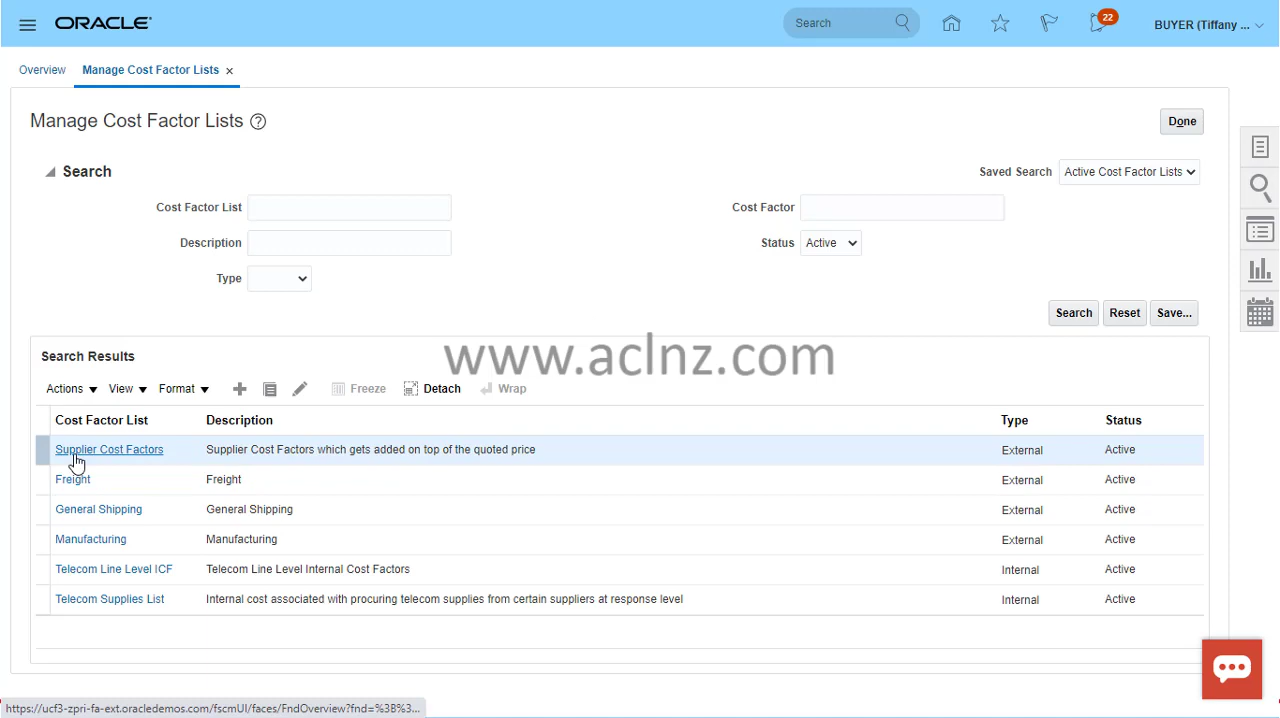 ORACLE
Search
22
BUYER (Tiffany ...
Overview
Manage Cost Factor Lists x
Manage Cost Factor Lists ?
Done
Search
Saved Search Active Cost Factor Lists
Cost Factor List
Cost Factor
Description
Status Active
Type
Search Reset Save...
Search Results
www.aclnz.com
Actions View Format Freeze Detach Wrap
Cost Factor List Description Type Status
Supplier Cost Factors Supplier Cost Factors which gets added on top of the quoted price External Active
Freight Freight External Active
General Shipping General Shipping External Active
Manufacturing Manufacturing External Active
Telecom Line Level ICF Telecom Line Level Internal Cost Factors Internal Active
Telecom Supplies List Internal cost associated with procuring telecom supplies from certain suppliers at response level Internal Active
https://ucf3-zpri-fa-ext.oracledemos.com/fscmUI/faces/FndOverview?fnd=%3B%3...